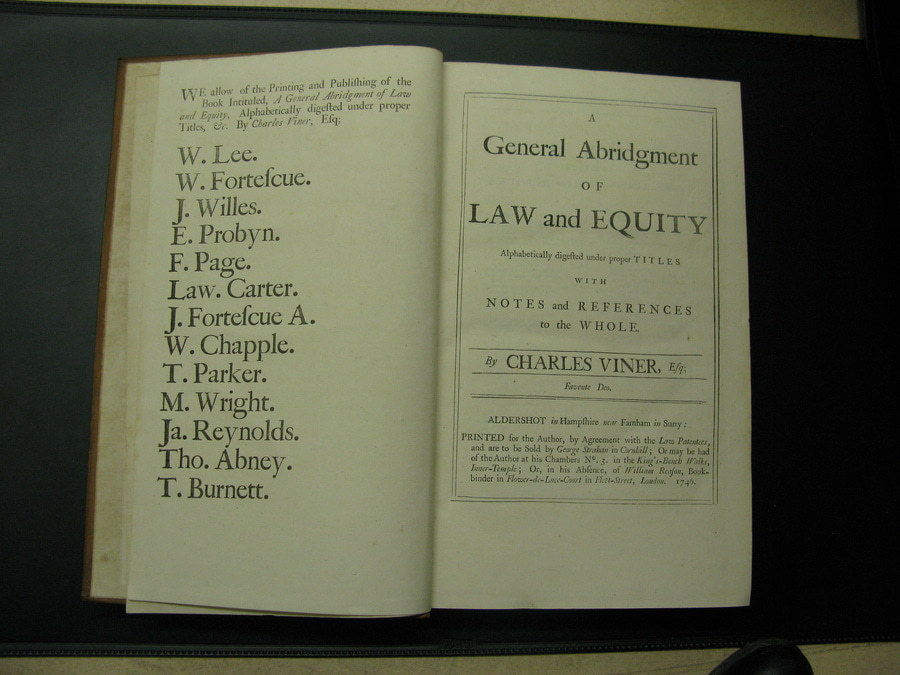 WE allow of the Printing and Publiſhing of the
Book Intituled, A General Abridgment of Law
and Equity, Alphabetically digeſted under proper
Titles, &c. By Charles Viner, Eſq;
W. Lee.
W. Forteſcue.
J. Willes.
E. Probyn.
F. Page.
Law. Carter.
J. Forteſcue A.
W. Chapple.
T. Parker.
M. Wright.
Ja. Reynolds.
Tho. Abney.
T. Burnett.
A
General Abridgment
OF
LAW and EQUITY
Alphabetically digeſted under proper TITLES
WITH
NOTES and REFERENCES
to the WHOLE.
By CHARLES VINER, Eſq;
Favente Deo.
ALDERSHOT in Hampſhire near Farnham in Surry:
PRINTED for the Author, by Agreement with the Law Patentees,
and are to be Sold by George Strahan in Cornhill; Or may be had
of the Author at his Chambers No. 3. in the King's-Bench Walks,
Inner-Temple; Or, in his Abſence, of William Reaſon, Book-
binder in Flower-de-Luce-Court in Fleet-Street, London.